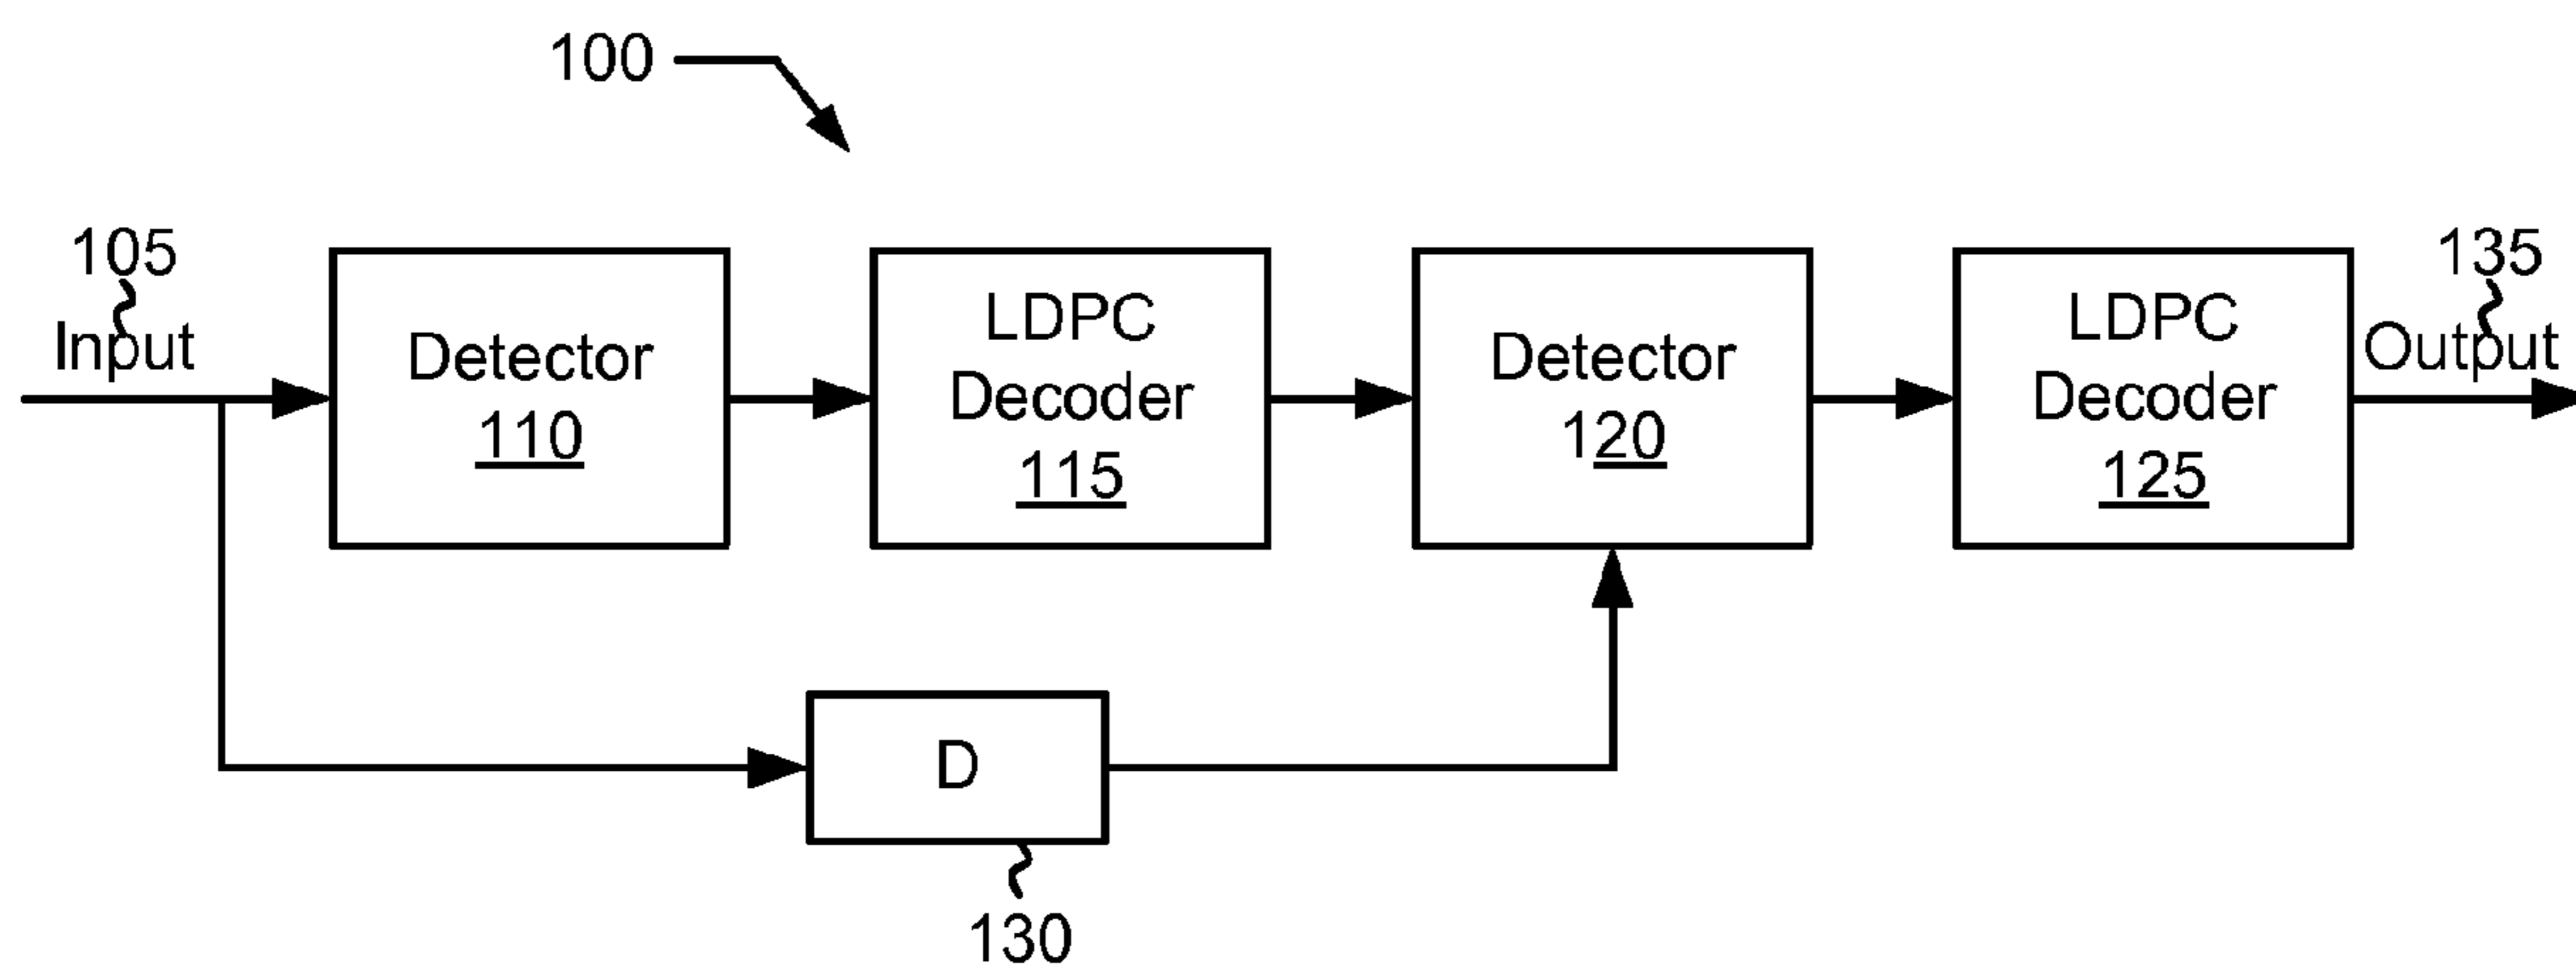 100
105
Input
Detector
110
LDPC
Decoder
115
Detector
120
LDPC
Decoder
125
135
Output
D
130